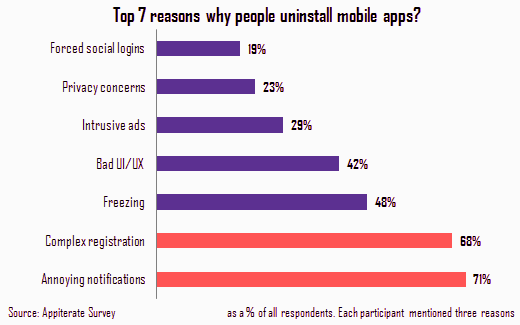 Top 7 reasons why people uninstall mobile apps?
Forced social logins 19%
Privacy concerns 23%
Intrusive ads 29%
Bad UI/UX 42%
Freezing 48%
Complex registration 68%
Annoying notifications 71%
Source: Appiterate Survey as a % of all respondents. Each participant mentioned three reasons